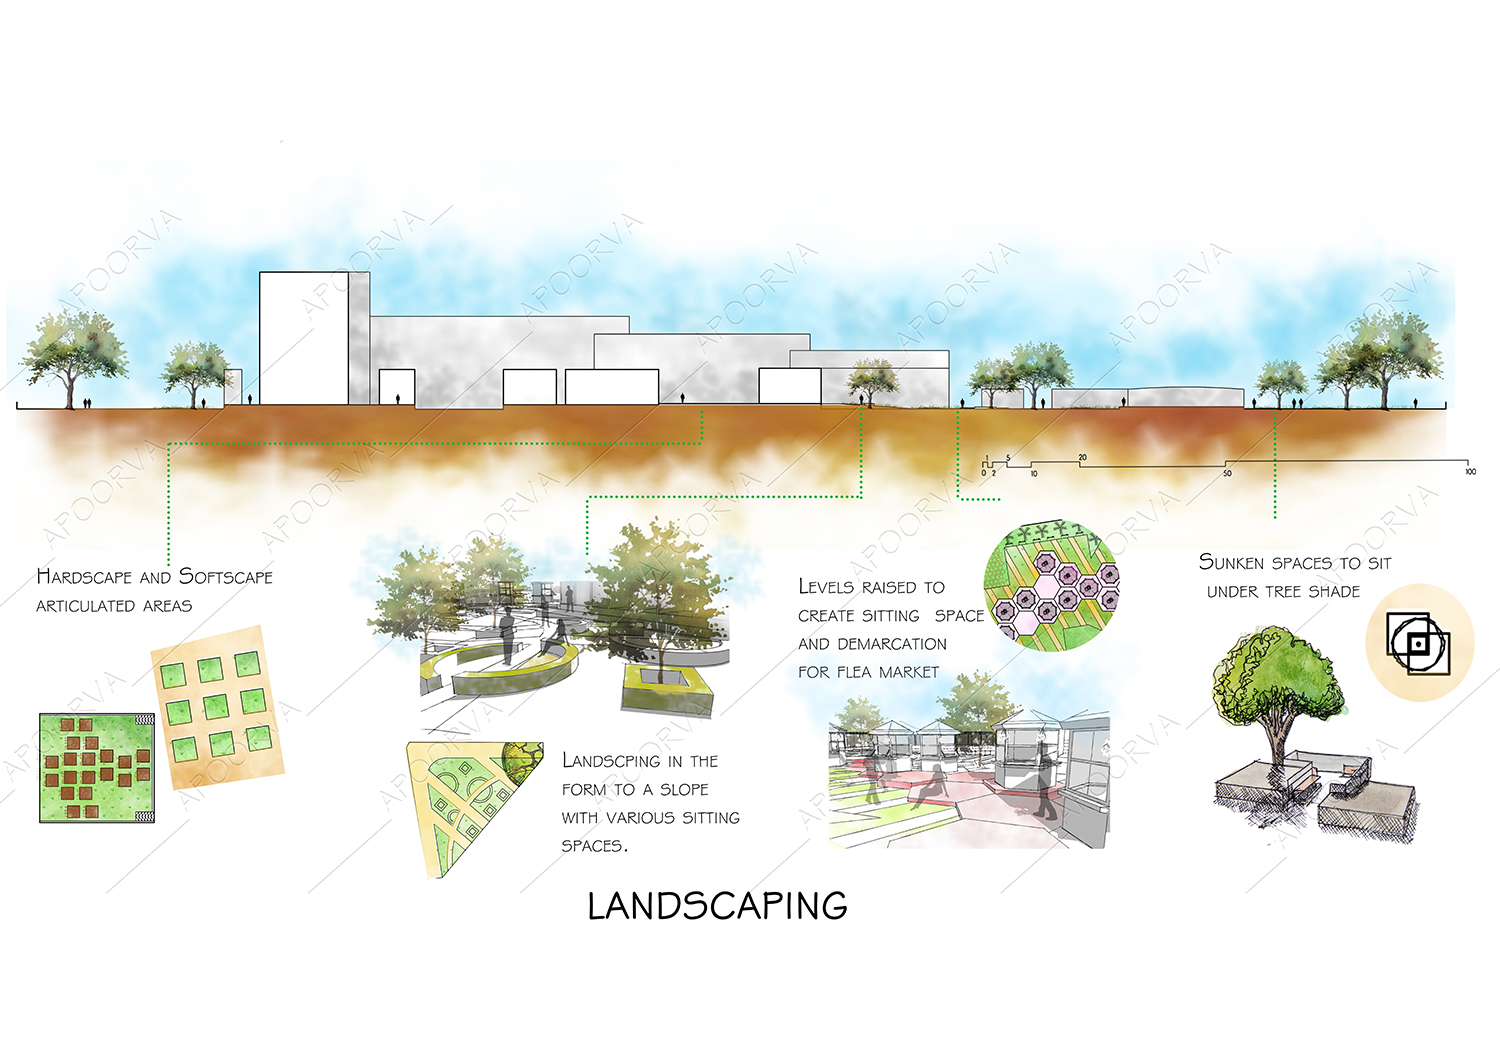 APOORVA
0 1 2 5 10 20 50 100
Hardscape and Softscape
articulated areas
Landscping in the
form to a slope
with various sitting
spaces.
Levels raised to
create sitting space
and demarcation
for flea market
Sunken spaces to sit
under tree shade
LANDSCAPING